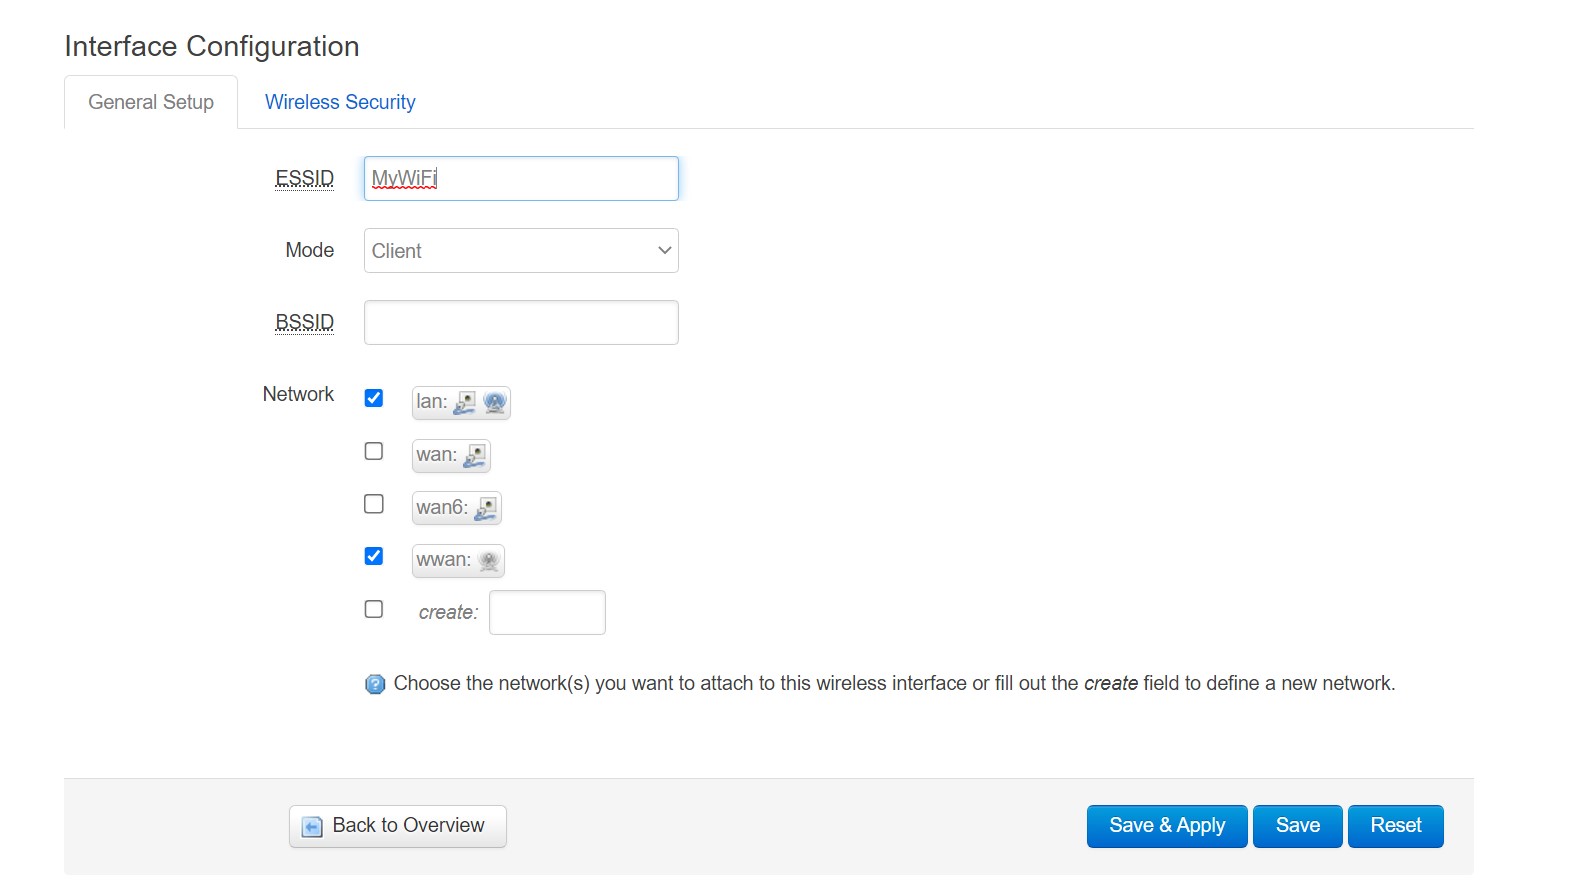 Interface Configuration
General Setup
Wireless Security
ESSID MyWiFi
Mode Client
BSSID
Network lan:
wan:
wan6:
wwan:
create:
Choose the network(s) you want to attach to this wireless interface or fill out the create field to define a new network.
Back to Overview
Save & Apply
Save
Reset